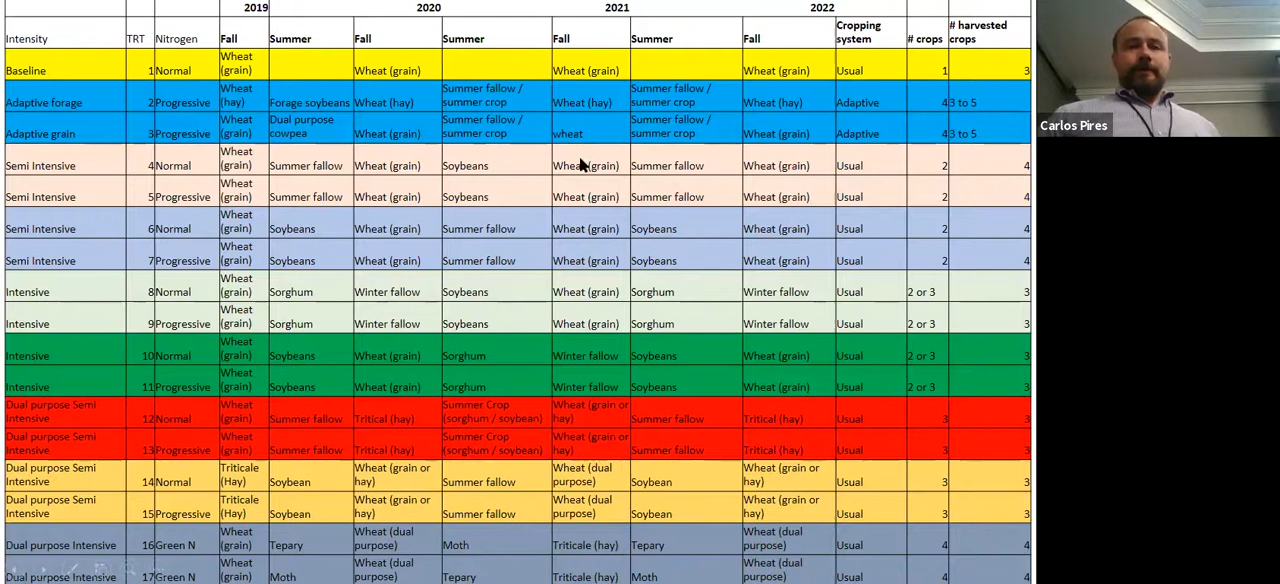 2019 2020 2021 2022
Intensity TRT Nitrogen Fall Summer Fall Summer Fall Summer Fall Cropping system # crops # harvested crops
Baseline 1 Normal Wheat (grain) Wheat (grain) Wheat (grain) Wheat (grain) Usual 1 3
Adaptive forage 2 Progressive Wheat (hay) Forage soybeans Wheat (hay) Summer fallow / summer crop Wheat (hay) Summer fallow / summer crop Wheat (hay) Adaptive 4 3 to 5
Adaptive grain 3 Progressive Wheat (grain) Dual purpose cowpea Wheat (grain) Summer fallow / summer crop wheat Summer fallow / summer crop Wheat (grain) Adaptive 4 3 to 5
Semi Intensive 4 Normal Wheat (grain) Summer fallow Wheat (grain) Soybeans Wheat (grain) Summer fallow Wheat (grain) Usual 2 4
Semi Intensive 5 Progressive Wheat (grain) Summer fallow Wheat (grain) Soybeans Wheat (grain) Summer fallow Wheat (grain) Usual 2 4
Semi Intensive 6 Normal Wheat (grain) Soybeans Wheat (grain) Summer fallow Wheat (grain) Soybeans Wheat (grain) Usual 2 4
Semi Intensive 7 Progressive Wheat (grain) Soybeans Wheat (grain) Summer fallow Wheat (grain) Soybeans Wheat (grain) Usual 2 4
Intensive 8 Normal Wheat (grain) Sorghum Winter fallow Soybeans Wheat (grain) Sorghum Winter fallow Usual 2 or 3 3
Intensive 9 Progressive Wheat (grain) Sorghum Winter fallow Soybeans Wheat (grain) Sorghum Winter fallow Usual 2 or 3 3
Intensive 10 Normal Wheat (grain) Soybeans Wheat (grain) Sorghum Winter fallow Soybeans Wheat (grain) Usual 2 or 3 3
Intensive 11 Progressive Wheat (grain) Soybeans Wheat (grain) Sorghum Winter fallow Soybeans Wheat (grain) Usual 2 or 3 3
Dual purpose Semi Intensive 12 Normal Wheat (grain) Summer fallow Tritical (hay) Summer Crop (sorghum / soybean) Wheat (grain or hay) Summer fallow Tritical (hay) Usual 3 3
Dual purpose Semi Intensive 13 Progressive Wheat (grain) Summer fallow Tritical (hay) Summer Crop (sorghum / soybean) Wheat (grain or hay) Summer fallow Tritical (hay) Usual 3 3
Dual purpose Semi Intensive 14 Normal Triticale (Hay) Soybean Wheat (grain or hay) Summer fallow Wheat (dual purpose) Soybean Wheat (grain or hay) Usual 3 3
Dual purpose Semi Intensive 15 Progressive Triticale (Hay) Soybean Wheat (grain or hay) Summer fallow Wheat (dual purpose) Soybean Wheat (grain or hay) Usual 3 3
Dual purpose Intensive 16 Green N Wheat (grain) Tepary Wheat (dual purpose) Moth Triticale (hay) Tepary Wheat (dual purpose) Usual 4 4
Dual purpose Intensive 17 Green N Wheat (grain) Moth Wheat (dual purpose) Tepary Triticale (hay) Moth Wheat (dual purpose) Usual 4 4
Carlos Pires